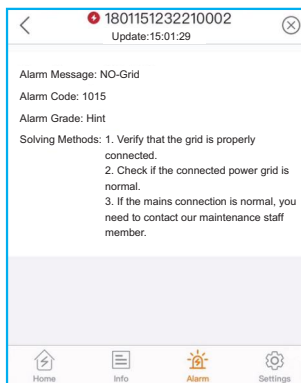 1801151232210002
Update:15:01:29
Alarm Message: NO-Grid
Alarm Code: 1015
Alarm Grade: Hint
Solving Methods: 1. Verify that the grid is properly
connected.
2. Check if the connected power grid is
normal.
3. If the mains connection is normal, you
need to contact our maintenance staff
member.
Home Info Alarm Settings